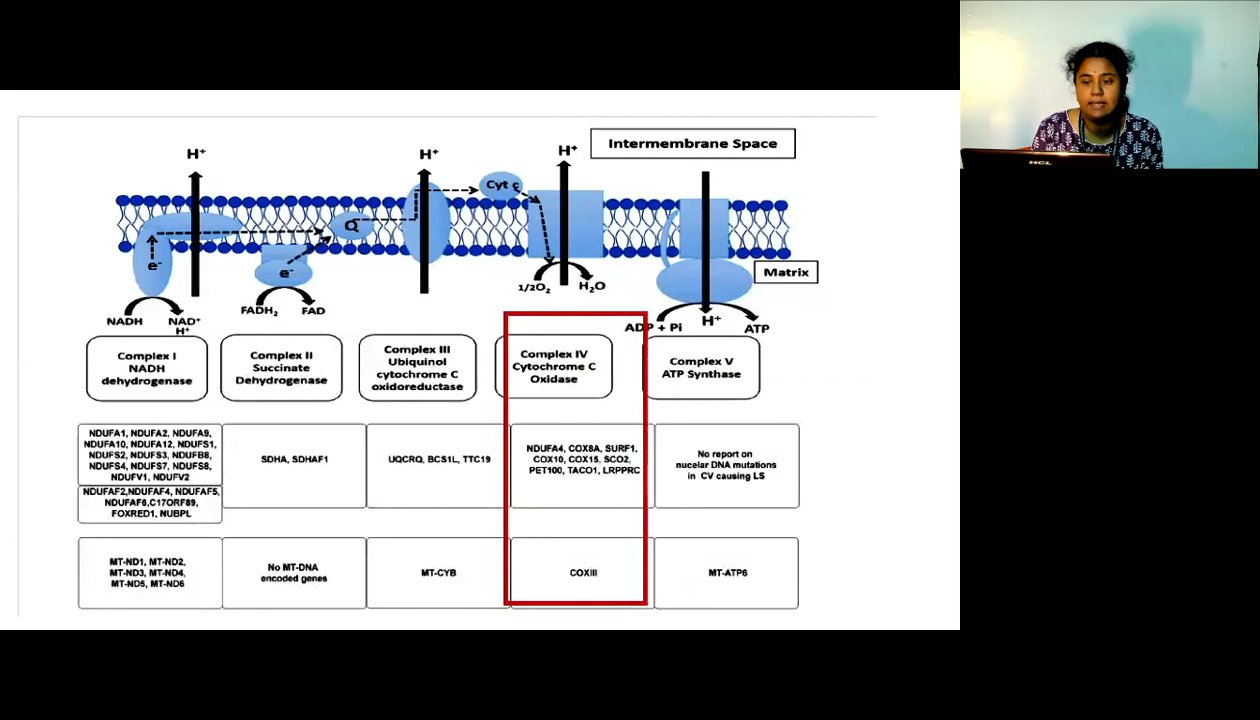 Intermembrane Space
H⁺
H⁺
H⁺
Cyt c
Q
e⁻
e⁻
Matrix
1/2O₂
H₂O
FADH₂
FAD
NADH
NAD⁺
H⁺
ADP + Pi
H⁺
ATP
Complex I
NADH
dehydrogenase
Complex II
Succinate
Dehydrogenase
Complex III
Ubiquinol
cytochrome C
oxidoreductase
Complex IV
Cytochrome C
Oxidase
Complex V
ATP Synthase
NDUFA1, NDUFA2, NDUFA9,
NDUFA10, NDUFA12, NDUFS1,
NDUFS2, NDUFS3, NDUFB8,
NDUFS4, NDUFS7, NDUFS8,
NDUFV1, NDUFV2
NDUFAF2,NDUFAF4, NDUFAF5,
NDUFAF6,C17ORF89,
FOXRED1, NUBPL
SDHA, SDHAF1
UQCRQ, BCS1L, TTC19
NDUFA4, COX8A, SURF1,
COX10, COX15, SCO2,
PET100, TACO1, LRPPRC
No report on
nucelar DNA mutations
in CV causing LS
MT-ND1, MT-ND2,
MT-ND3, MT-ND4,
MT-ND5, MT-ND6
No MT-DNA
encoded genes
MT-CYB
COXIII
MT-ATP6
HCL